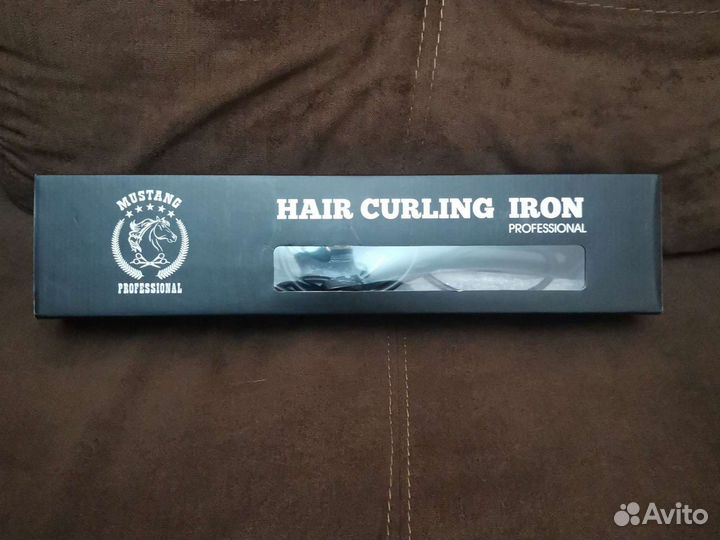 MUSTANG
PROFESSIONAL
HAIR CURLING IRON
PROFESSIONAL
Avito